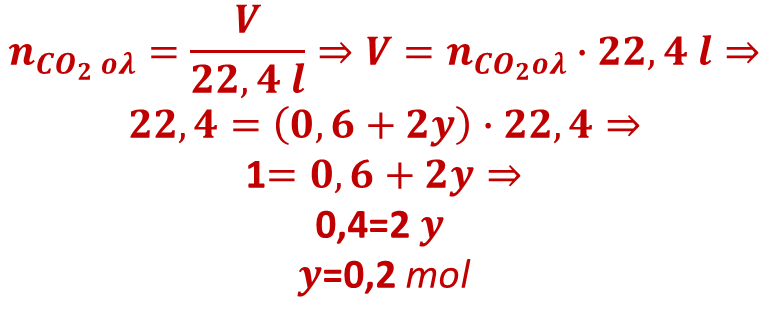 n_{CO_2 ολ} = \frac{V}{22,4 l} ⇒ V = n_{CO_2 ολ} · 22,4 l ⇒
22,4 = (0,6 + 2y) · 22,4 ⇒
1= 0,6 + 2y ⇒
0,4=2 y
y=0,2 mol